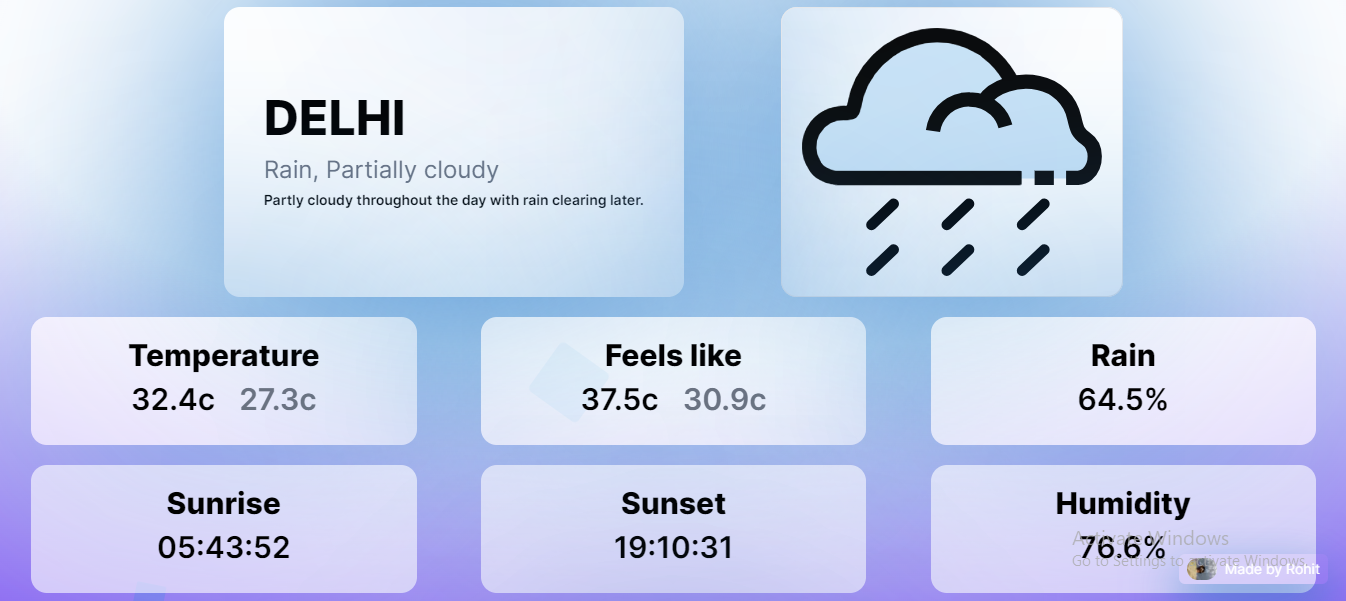 DELHI
Rain, Partially cloudy
Partly cloudy throughout the day with rain clearing later.
Temperature
32.4c 27.3c
Feels like
37.5c 30.9c
Rain
64.5%
Sunrise
05:43:52
Sunset
19:10:31
Humidity
76.6%
Activate Windows
Go to Settings to activate Windows.
Made by Rohit